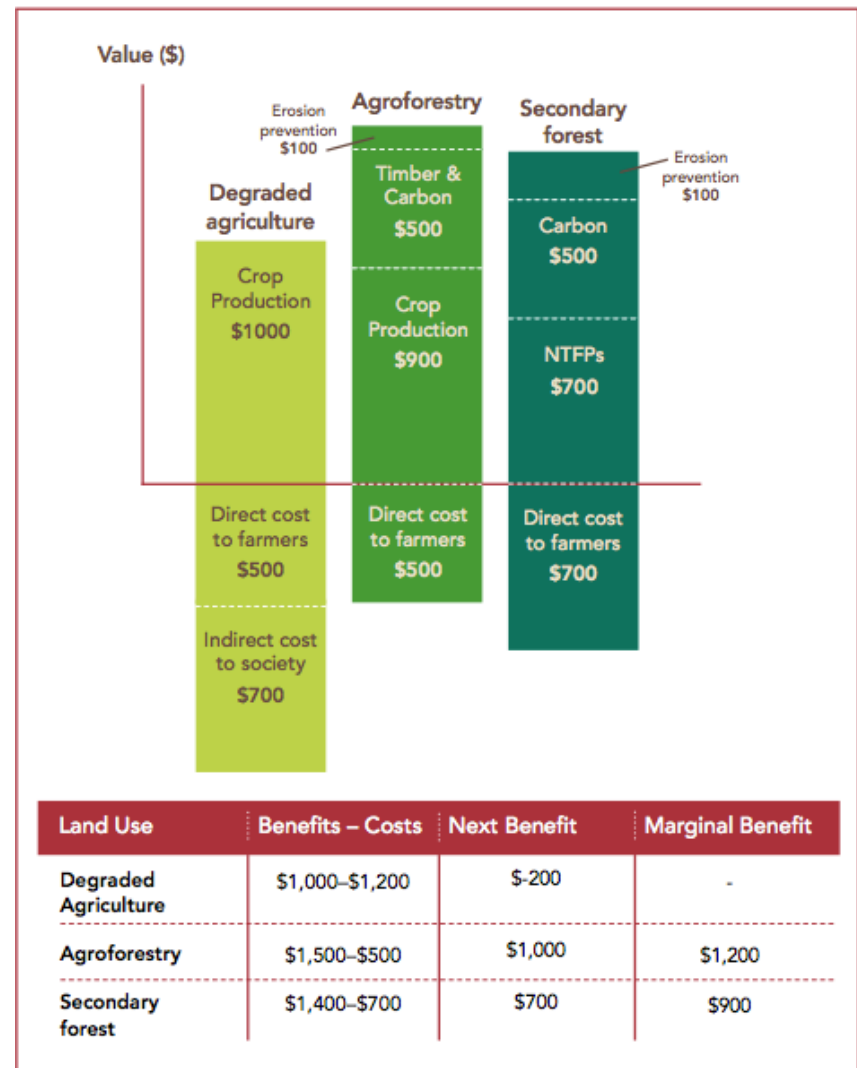 Value ($)
Erosion
prevention
$100
Agroforestry
Secondary
forest
Erosion
prevention
$100
Degraded
agriculture
Timber &
Carbon
$500
Carbon
$500
Crop
Production
$1000
Crop
Production
$900
NTFPs
$700
Direct cost
to farmers
$500
Direct cost
to farmers
$500
Direct cost
to farmers
$700
Indirect cost
to society
$700
Land Use Benefits – Costs Next Benefit Marginal Benefit
Degraded
Agriculture $1,000–$1,200 $-200 -
Agroforestry $1,500–$500 $1,000 $1,200
Secondary
forest $1,400–$700 $700 $900